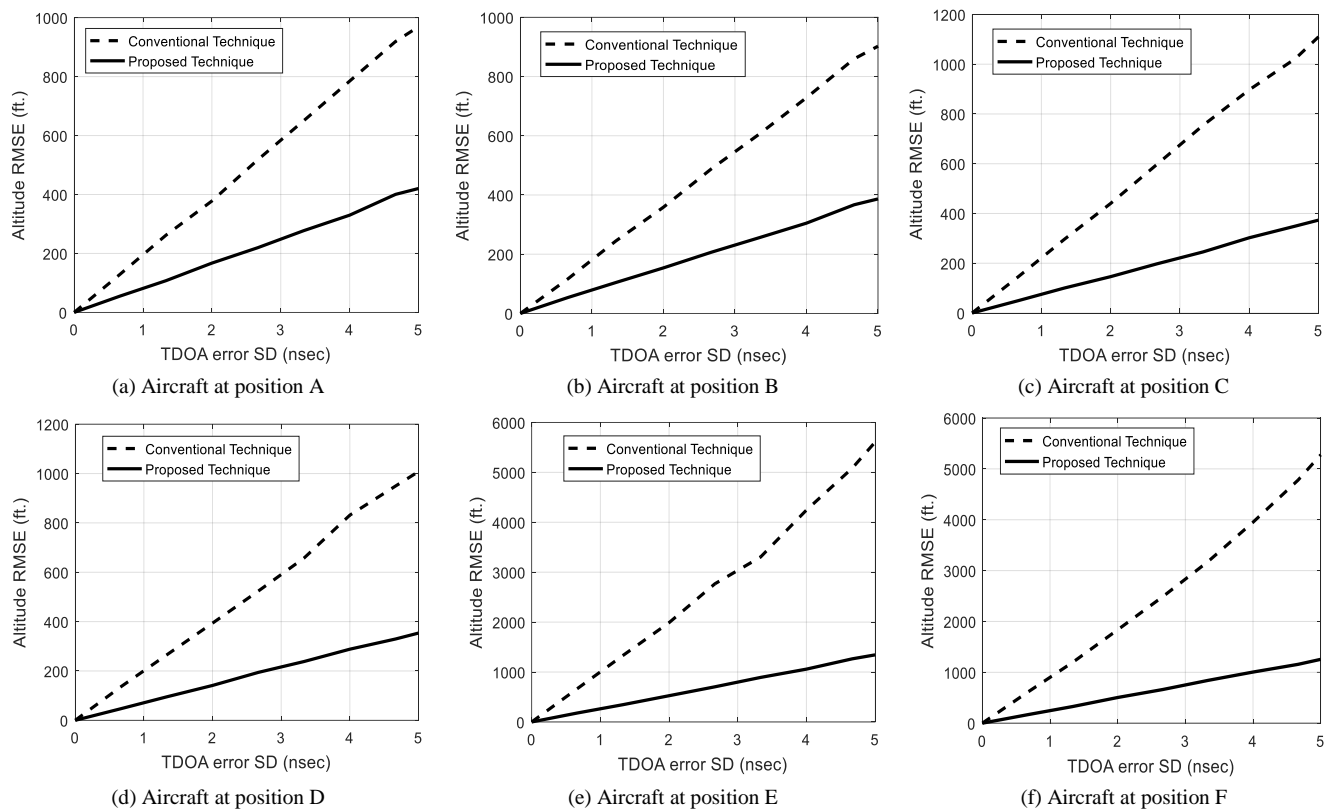 Altitude RMSE (ft.)
1000
800
600
400
200
0
Conventional Technique
Proposed Technique
0 1 2 3 4 5
TDOA error SD (nsec)
(a) Aircraft at position A
Altitude RMSE (ft.)
1000
800
600
400
200
0
Conventional Technique
Proposed Technique
0 1 2 3 4 5
TDOA error SD (nsec)
(b) Aircraft at position B
Altitude RMSE (ft.)
1200
1000
800
600
400
200
0
Conventional Technique
Proposed Technique
0 1 2 3 4 5
TDOA error SD (nsec)
(c) Aircraft at position C
Altitude RMSE (ft.)
1200
1000
800
600
400
200
0
Conventional Technique
Proposed Technique
0 1 2 3 4 5
TDOA error SD (nsec)
(d) Aircraft at position D
Altitude RMSE (ft.)
6000
5000
4000
3000
2000
1000
0
Conventional Technique
Proposed Technique
0 1 2 3 4 5
TDOA error SD (nsec)
(e) Aircraft at position E
Altitude RMSE (ft.)
6000
5000
4000
3000
2000
1000
0
Conventional Technique
Proposed Technique
0 1 2 3 4 5
TDOA error SD (nsec)
(f) Aircraft at position F